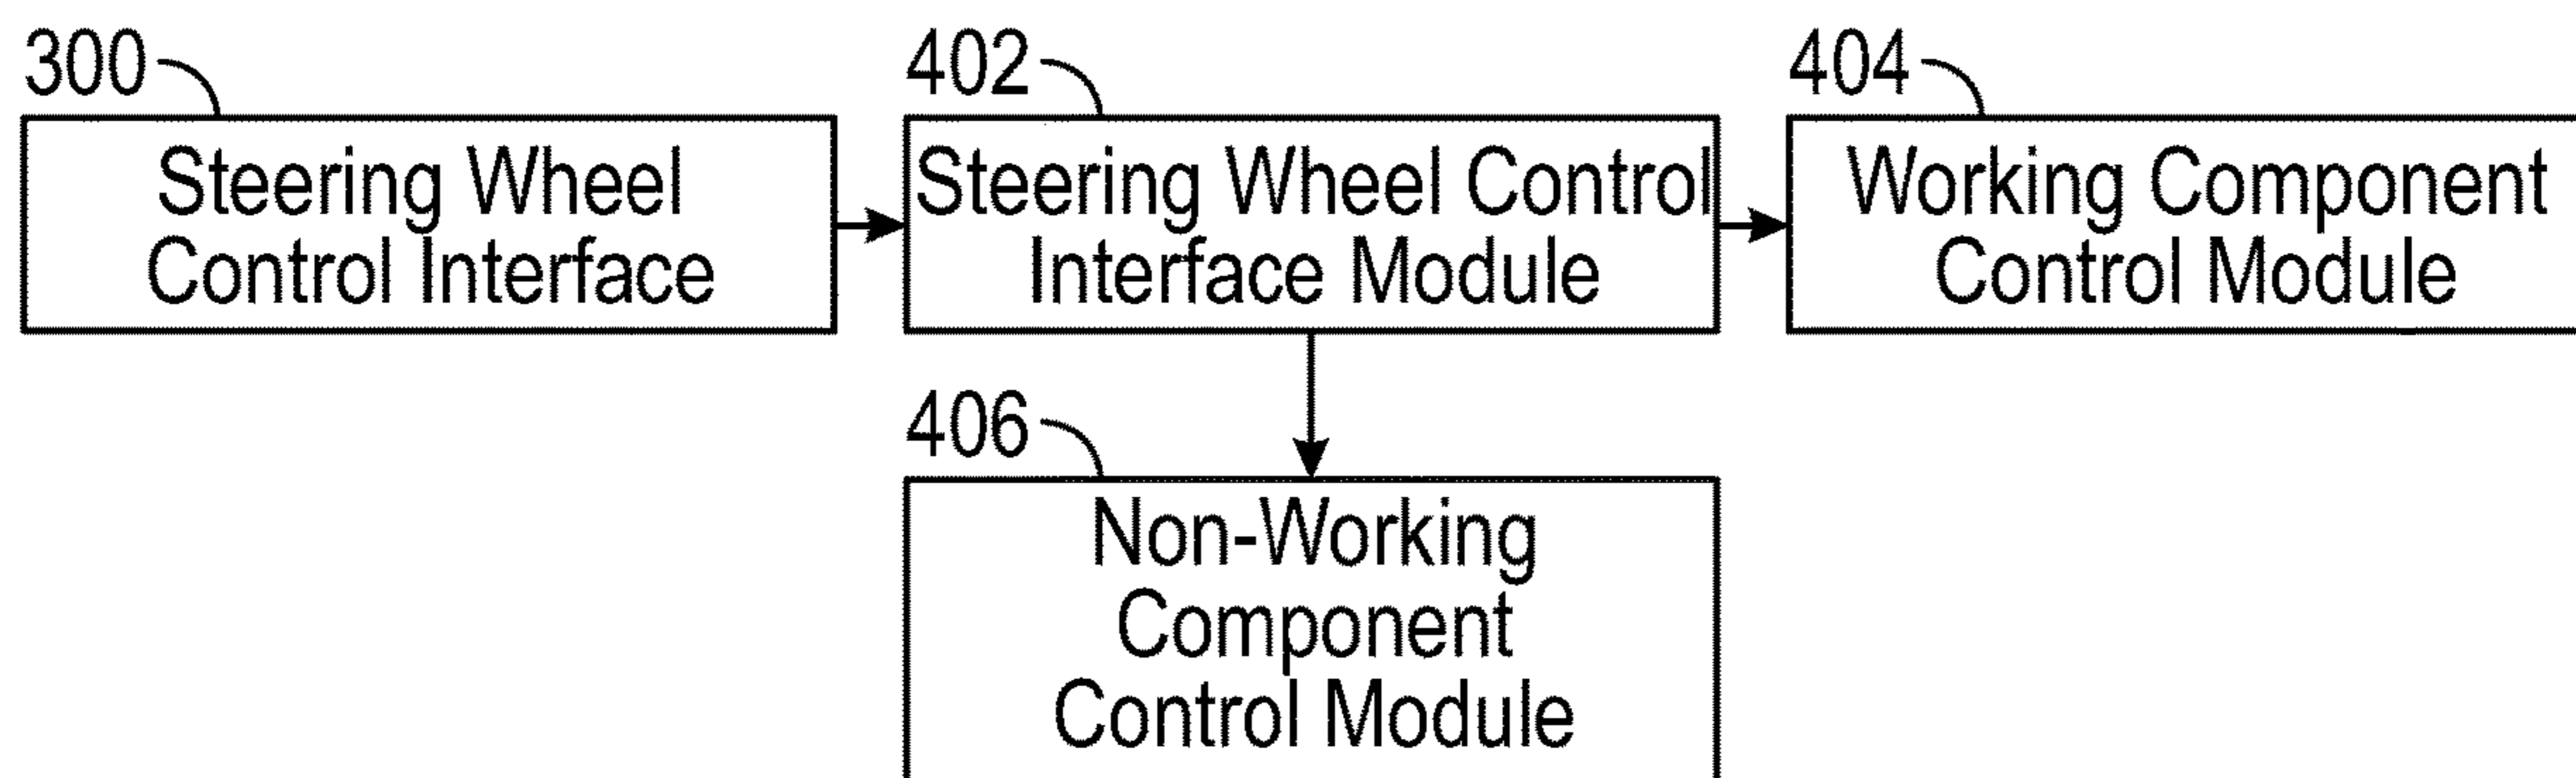 300
402
404
Steering Wheel
Control Interface
Steering Wheel Control
Interface Module
Working Component
Control Module
406
Non-Working
Component
Control Module